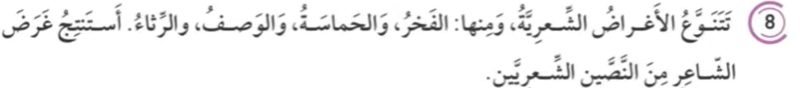 8 تَتَنَوَّعُ الأَغراضُ الشِّعرِيَّةُ، وَمِنها: الفَخرُ، وَالحَماسَةُ، وَالوَصفُ، والرِّثاءُ. أَستَنتِجُ غَرَضَ
الشّاعِرِ مِنَ النَّصَّينِ الشِّعرِيَّينِ.